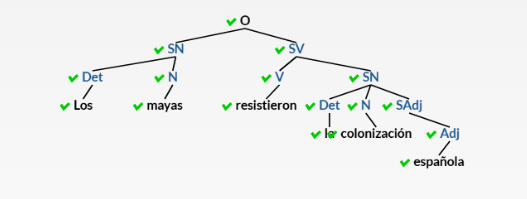 O
SN SV
Det N V SN
Los mayas resistieron Det N SAdj
la colonización Adj
española